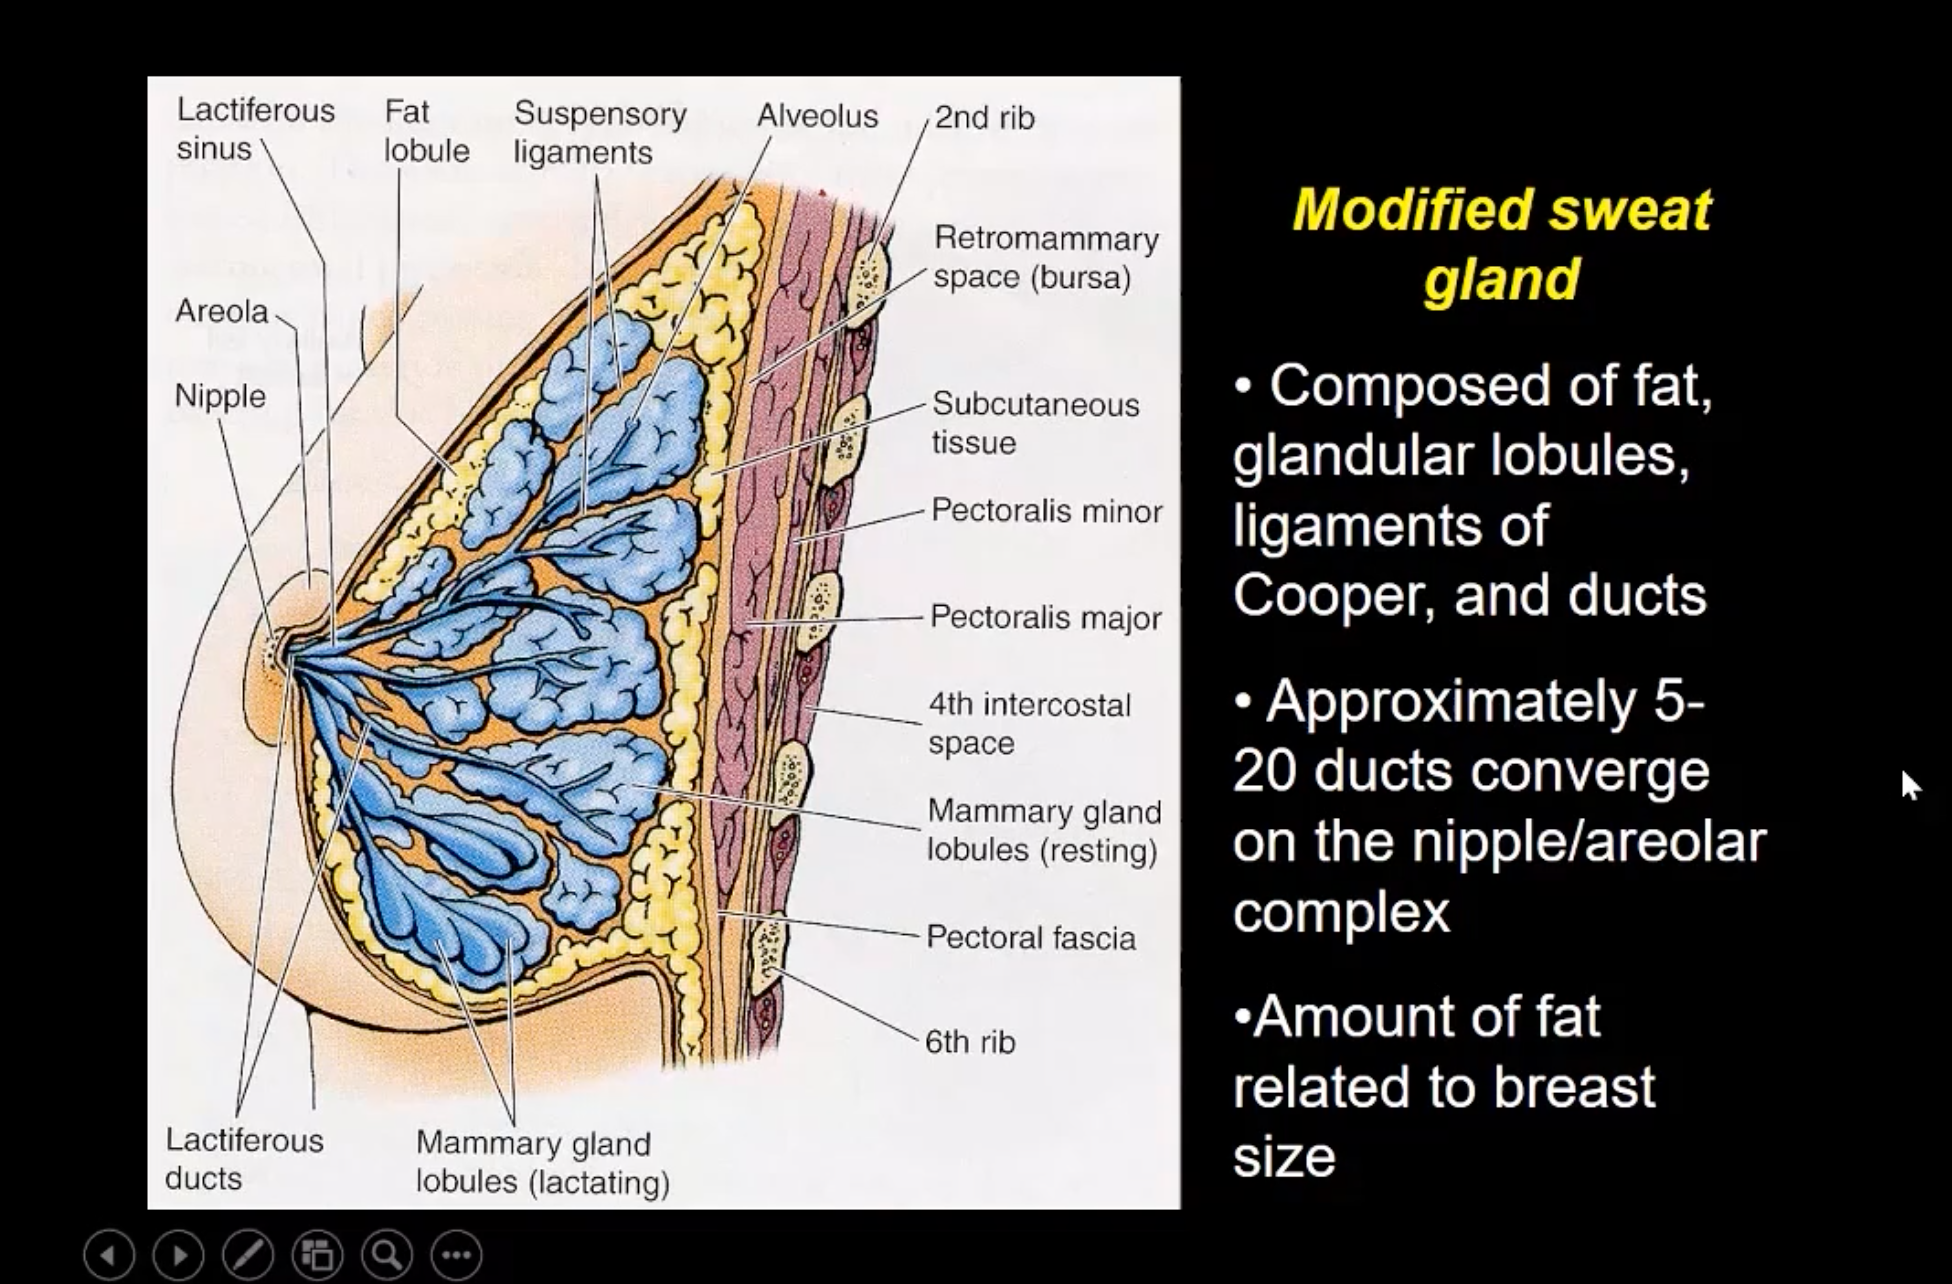 Lactiferous
sinus
Fat
lobule
Suspensory
ligaments
Alveolus
2nd rib
Retromammary
space (bursa)
Areola
Nipple
Subcutaneous
tissue
Pectoralis minor
Pectoralis major
4th intercostal
space
Mammary gland
lobules (resting)
Pectoral fascia
6th rib
Lactiferous
ducts
Mammary gland
lobules (lactating)
Modified sweat
gland
• Composed of fat,
glandular lobules,
ligaments of
Cooper, and ducts
• Approximately 5-
20 ducts converge
on the nipple/areolar
complex
•Amount of fat
related to breast
size